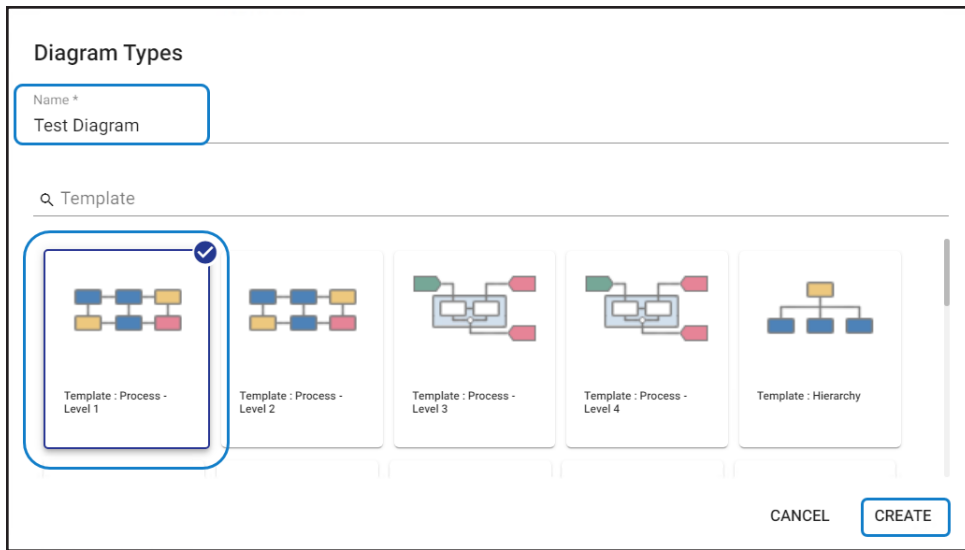 Diagram Types
Name *
Test Diagram
Template
Template : Process -
Level 1
Template : Process -
Level 2
Template : Process -
Level 3
Template : Process -
Level 4
Template : Hierarchy
CANCEL
CREATE